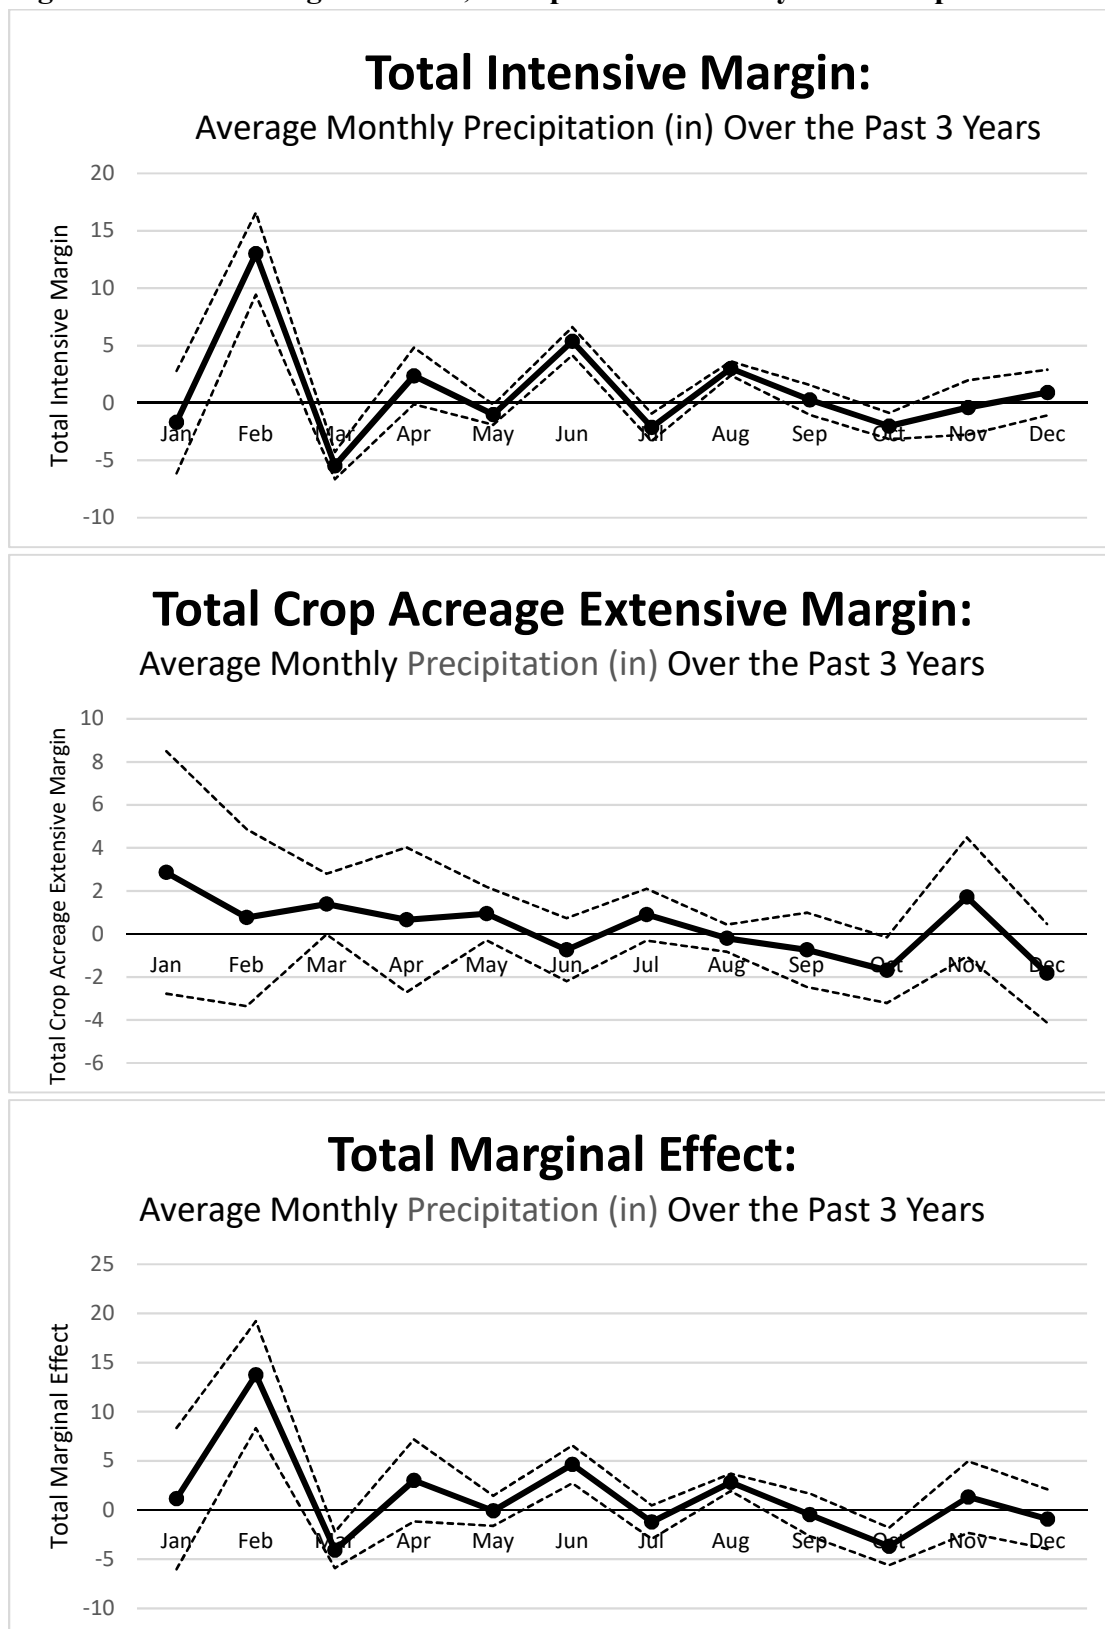 Total Intensive Margin:
Average Monthly Precipitation (in) Over the Past 3 Years
Total Intensive Margin
20
15
10
5
0
-5
-10
Jan Feb Mar Apr May Jun Jul Aug Sep Oct Nov Dec
Total Crop Acreage Extensive Margin:
Average Monthly Precipitation (in) Over the Past 3 Years
Total Crop Acreage Extensive Margin
10
8
6
4
2
0
-2
-4
-6
Jan Feb Mar Apr May Jun Jul Aug Sep Oct Nov Dec
Total Marginal Effect:
Average Monthly Precipitation (in) Over the Past 3 Years
Total Marginal Effect
25
20
15
10
5
0
-5
-10
Jan Feb Mar Apr May Jun Jul Aug Sep Oct Nov Dec